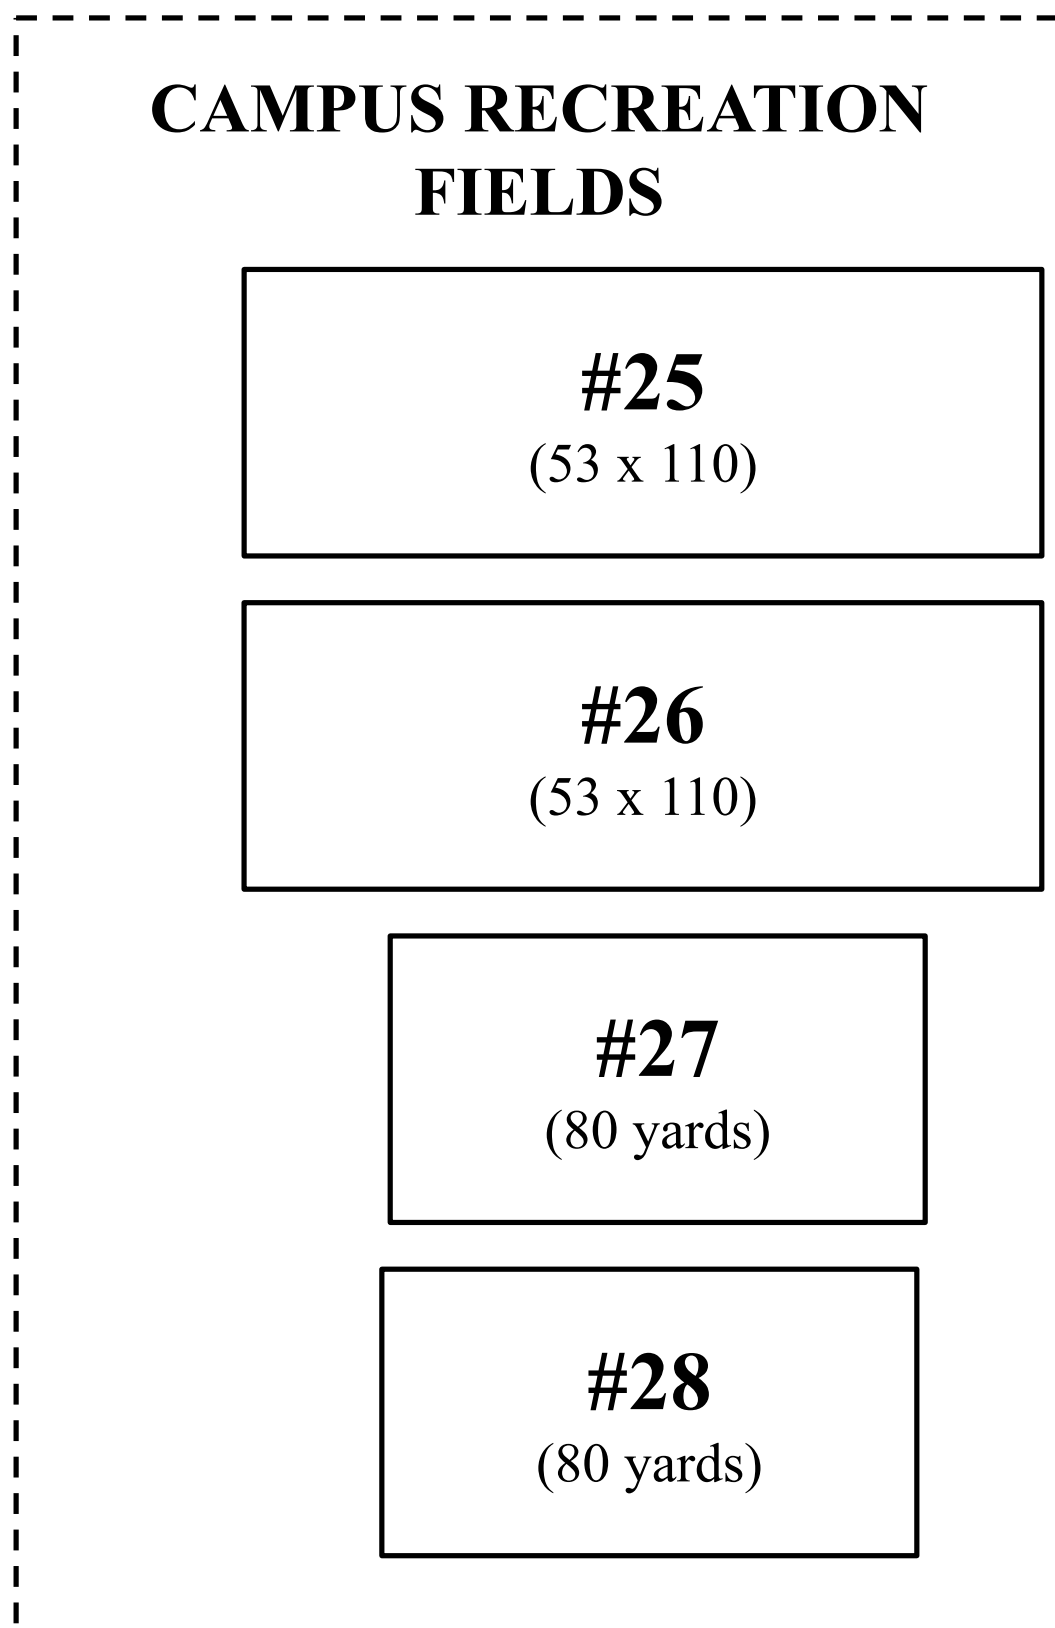 CAMPUS RECREATION
FIELDS
#25
(53 x 110)
#26
(53 x 110)
#27
(80 yards)
#28
(80 yards)